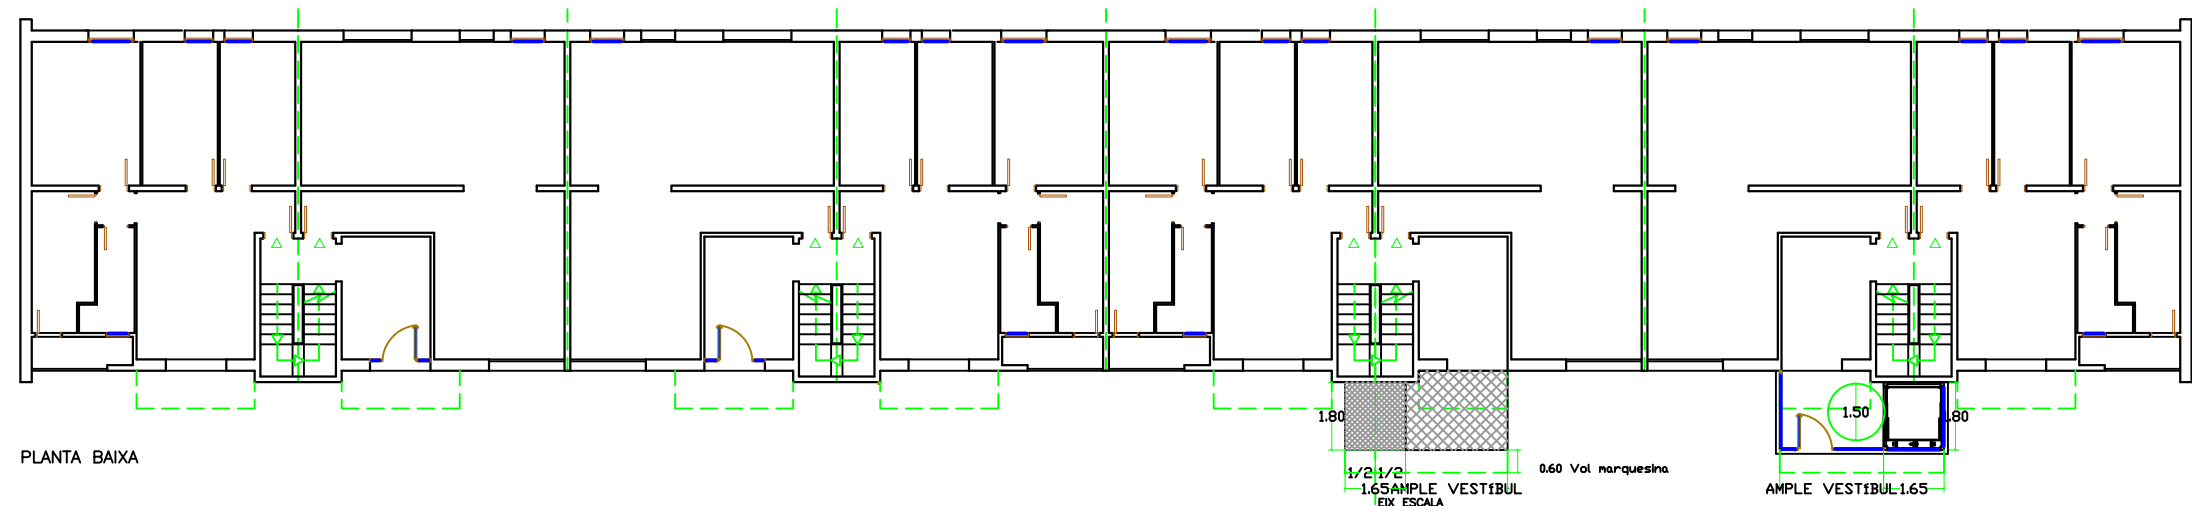 1.50
1.80
1.80
PLANTA BAIXA
1/2 1/2
0.60 Vol marquesina
1.65 AMPLE VESTíBUL
AMPLE VESTíBUL 1.65
EIX ESCALA